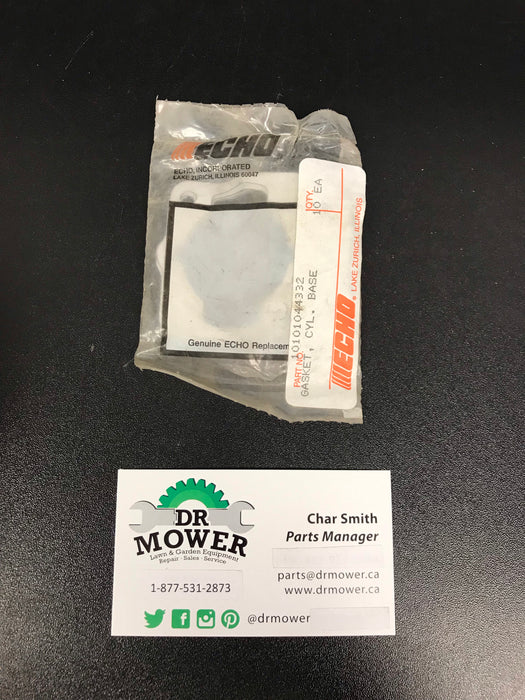 ECHO
ECHO, INCORPORATED
LAKE ZURICH, ILLINOIS 60047
Genuine ECHO Replacem
PART NO. 10101044332
QTY. 10 EA
GASKET, CYL. BASE
ECHO® LAKE ZURICH, ILLINOIS
DR
MOWER
Lawn & Garden Equipment
Repair - Sales - Service
1-877-531-2873
Char Smith
Parts Manager
parts@drmower.ca
www.drmower.ca
@drmower